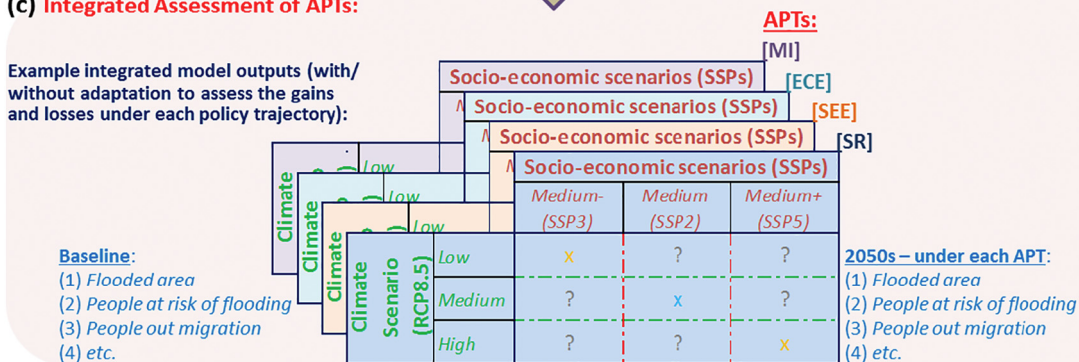 (c) Integrated Assessment of APTs:
Example integrated model outputs (with/
without adaptation to assess the gains
and losses under each policy trajectory):
APTs:
[MI]
[ECE]
[SEE]
[SR]
Socio-economic scenarios (SSPs)
Socio-economic scenarios (SSPs)
Socio-economic scenarios (SSPs)
Socio-economic scenarios (SSPs)
Medium- (SSP3)
Medium (SSP2)
Medium+ (SSP5)
Climate
Low
Climate
Low
Climate
Low
Climate
Scenario
(RCP8.5)
Low x ? ?
Medium ? x ?
High ? ? x
Baseline:
(1) Flooded area
(2) People at risk of flooding
(3) People out migration
(4) etc.
2050s – under each APT:
(1) Flooded area
(2) People at risk of flooding
(3) People out migration
(4) etc.